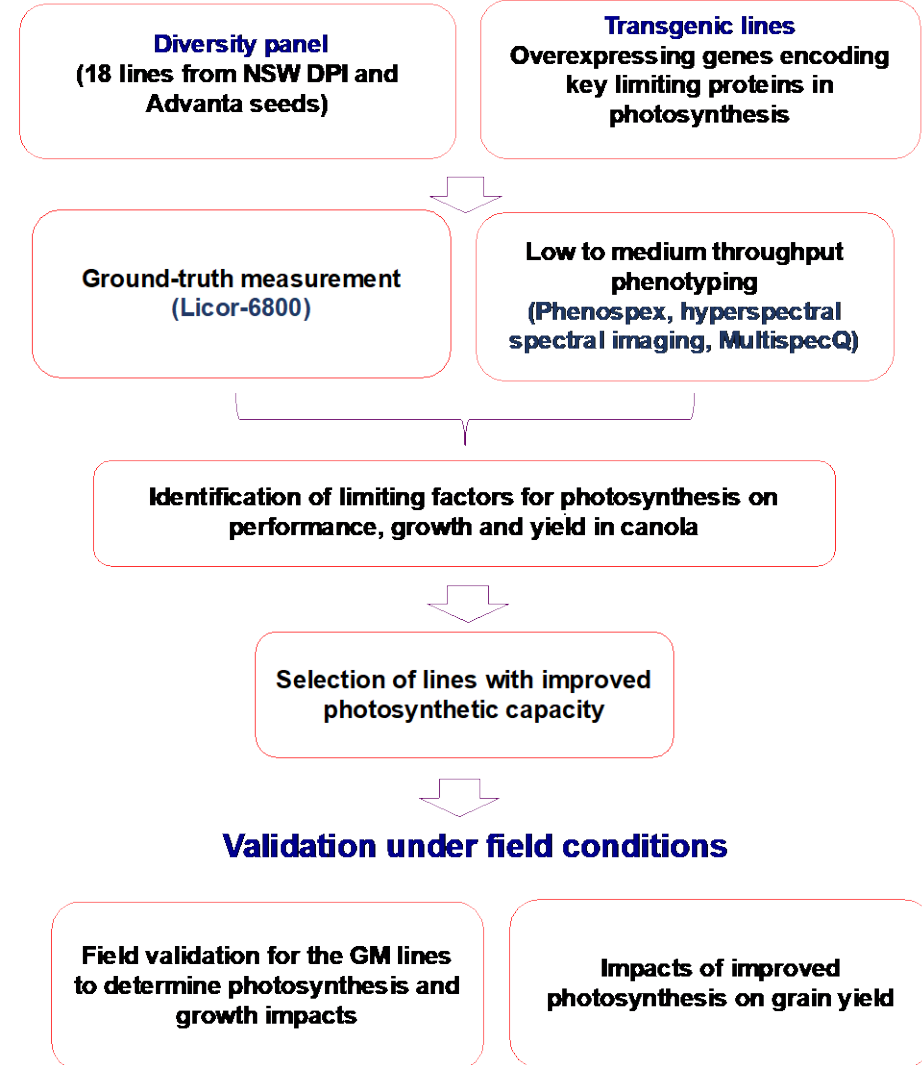 Diversity panel
(18 lines from NSW DPI and
Advanta seeds)
Transgenic lines
Overexpressing genes encoding
key limiting proteins in
photosynthesis
Ground-truth measurement
(Licor-6800)
Low to medium throughput
phenotyping
(Phenospex, hyperspectral
spectral imaging, MultispecQ)
Identification of limiting factors for photosynthesis on
performance, growth and yield in canola
Selection of lines with improved
photosynthetic capacity
Validation under field conditions
Field validation for the GM lines
to determine photosynthesis and
growth impacts
Impacts of improved
photosynthesis on grain yield